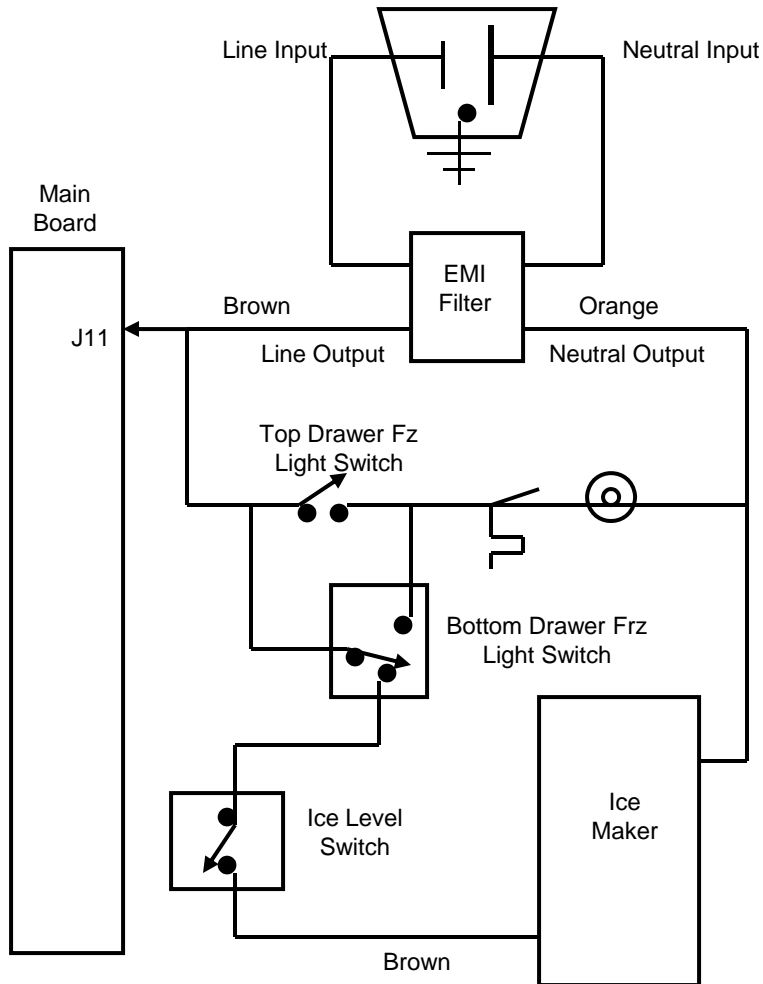 Line Input
Neutral Input
Main
Board
EMI
Filter
Brown
Orange
J11
Line Output
Neutral Output
Top Drawer Fz
Light Switch
Bottom Drawer Frz
Light Switch
Ice Level
Switch
Ice
Maker
Brown